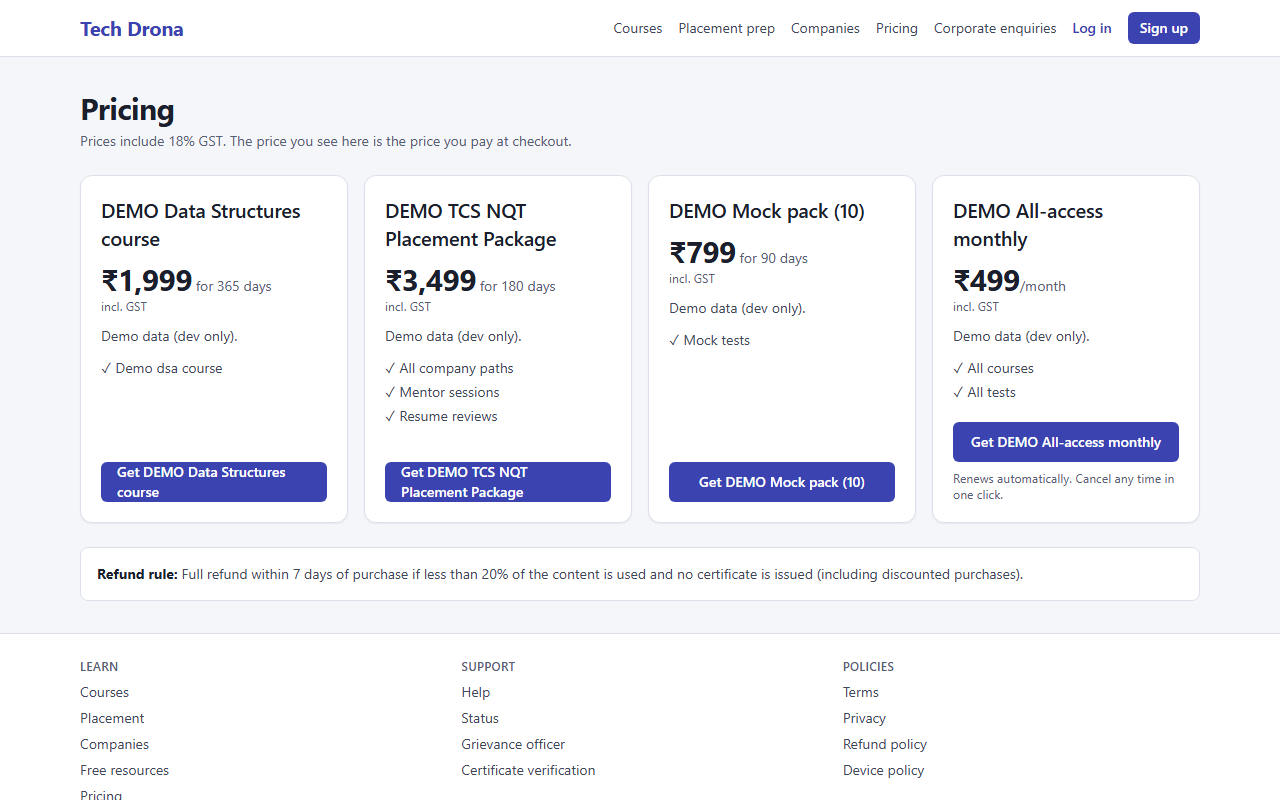 Tech Drona
Courses Placement prep Companies Pricing Corporate enquiries Log in Sign up
Pricing
Prices include 18% GST. The price you see here is the price you pay at checkout.
DEMO Data Structures
course
₹1,999 for 365 days
incl. GST
Demo data (dev only).
✓ Demo dsa course
Get DEMO Data Structures
course
DEMO TCS NQT
Placement Package
₹3,499 for 180 days
incl. GST
Demo data (dev only).
✓ All company paths
✓ Mentor sessions
✓ Resume reviews
Get DEMO TCS NQT
Placement Package
DEMO Mock pack (10)
₹799 for 90 days
incl. GST
Demo data (dev only).
✓ Mock tests
Get DEMO Mock pack (10)
DEMO All-access
monthly
₹499/month
incl. GST
Demo data (dev only).
✓ All courses
✓ All tests
Get DEMO All-access monthly
Renews automatically. Cancel any time in
one click.
Refund rule: Full refund within 7 days of purchase if less than 20% of the content is used and no certificate is issued (including discounted purchases).
LEARN
Courses
Placement
Companies
Free resources
Pricing
SUPPORT
Help
Status
Grievance officer
Certificate verification
POLICIES
Terms
Privacy
Refund policy
Device policy